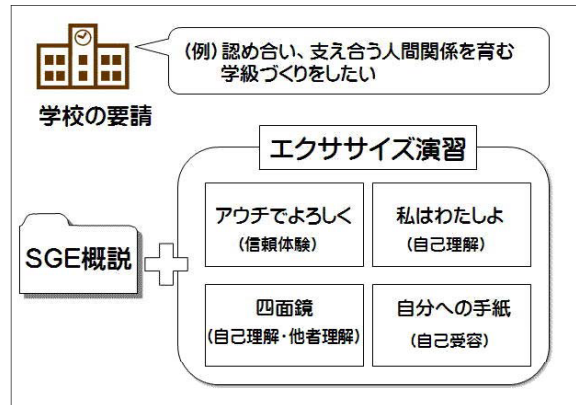 (例) 認め合い、支え合う人間関係を育む
学級づくりをしたい
学校の要請
エクササイズ演習
SGE概説
アウチでよろしく
(信頼体験)
私はわたしよ
(自己理解)
四面鏡
(自己理解・他者理解)
自分への手紙
(自己受容)